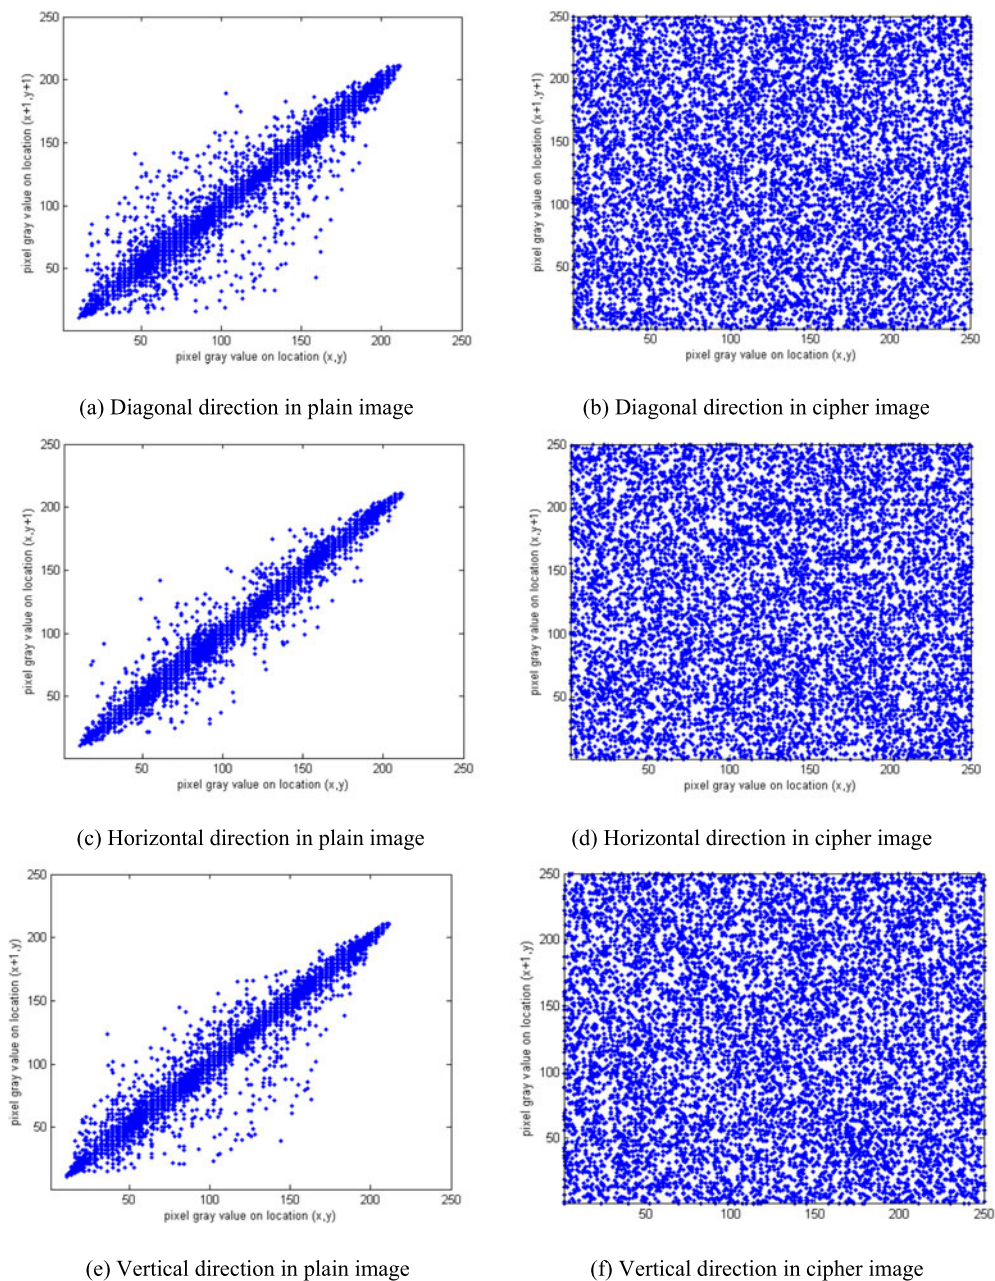 250
200
150
100
50
pixel gray value on location (x+1,y+1)
50 100 150 200 250
pixel gray value on location (x,y)
250
200
150
100
50
pixel gray value on location (x+1,y+1)
50 100 150 200 250
pixel gray value on location (x,y)
(a) Diagonal direction in plain image
(b) Diagonal direction in cipher image
250
200
150
100
50
pixel gray value on location (x,y+1)
50 100 150 200 250
pixel gray value on location (x,y)
250
200
150
100
50
pixel gray value on location (x,y+1)
50 100 150 200 250
pixel gray value on location (x,y)
(c) Horizontal direction in plain image
(d) Horizontal direction in cipher image
250
200
150
100
50
pixel gray value on location (x+1,y)
50 100 150 200 250
pixel gray value on location (x,y)
250
200
150
100
50
pixel gray value on location (x+1,y)
50 100 150 200 250
(e) Vertical direction in plain image
(f) Vertical direction in cipher image